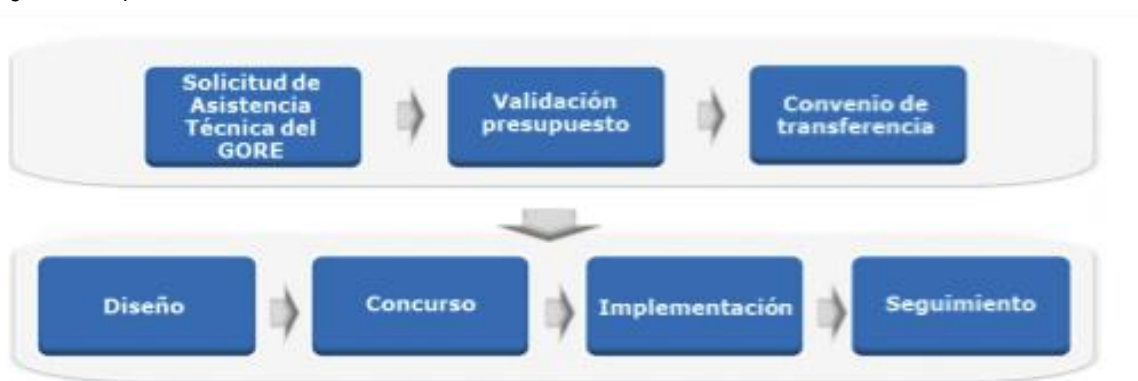 Solicitud de
Asistencia
Técnica del
GORE
Validación
presupuesto
Convenio de
transferencia
Diseño
Concurso
Implementación
Seguimiento